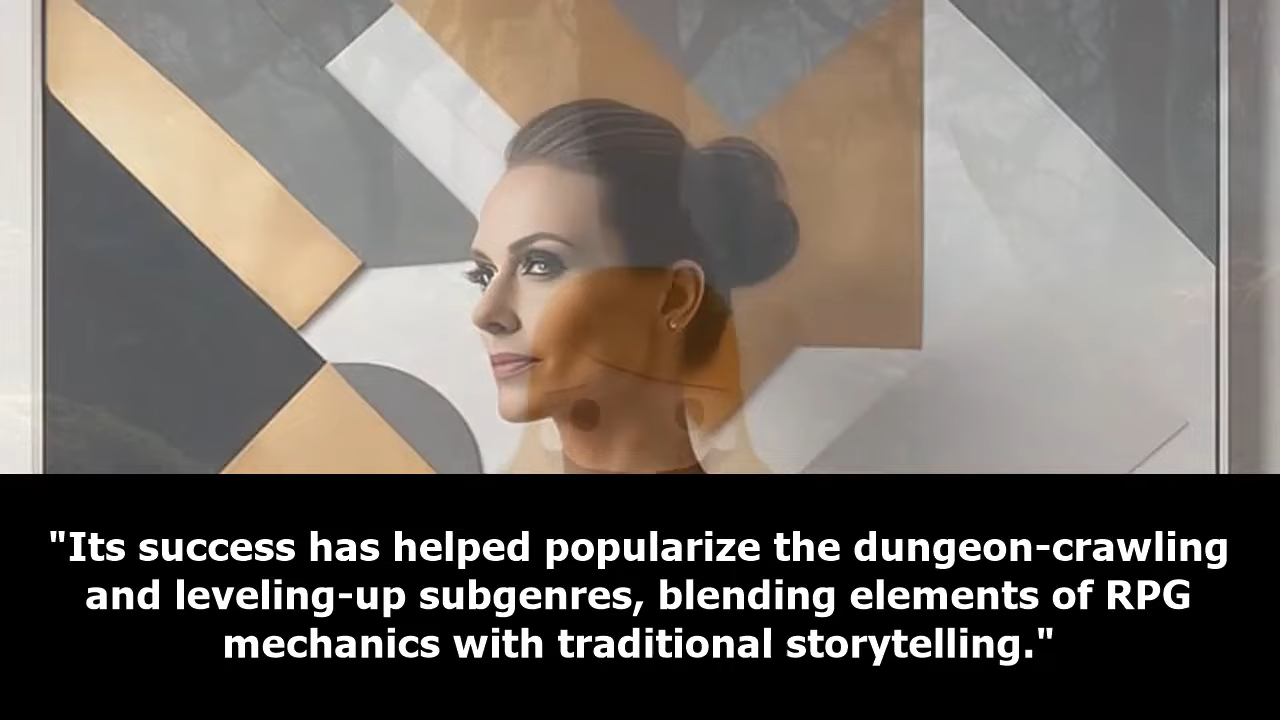 "Its success has helped popularize the dungeon-crawling
and leveling-up subgenres, blending elements of RPG
mechanics with traditional storytelling."